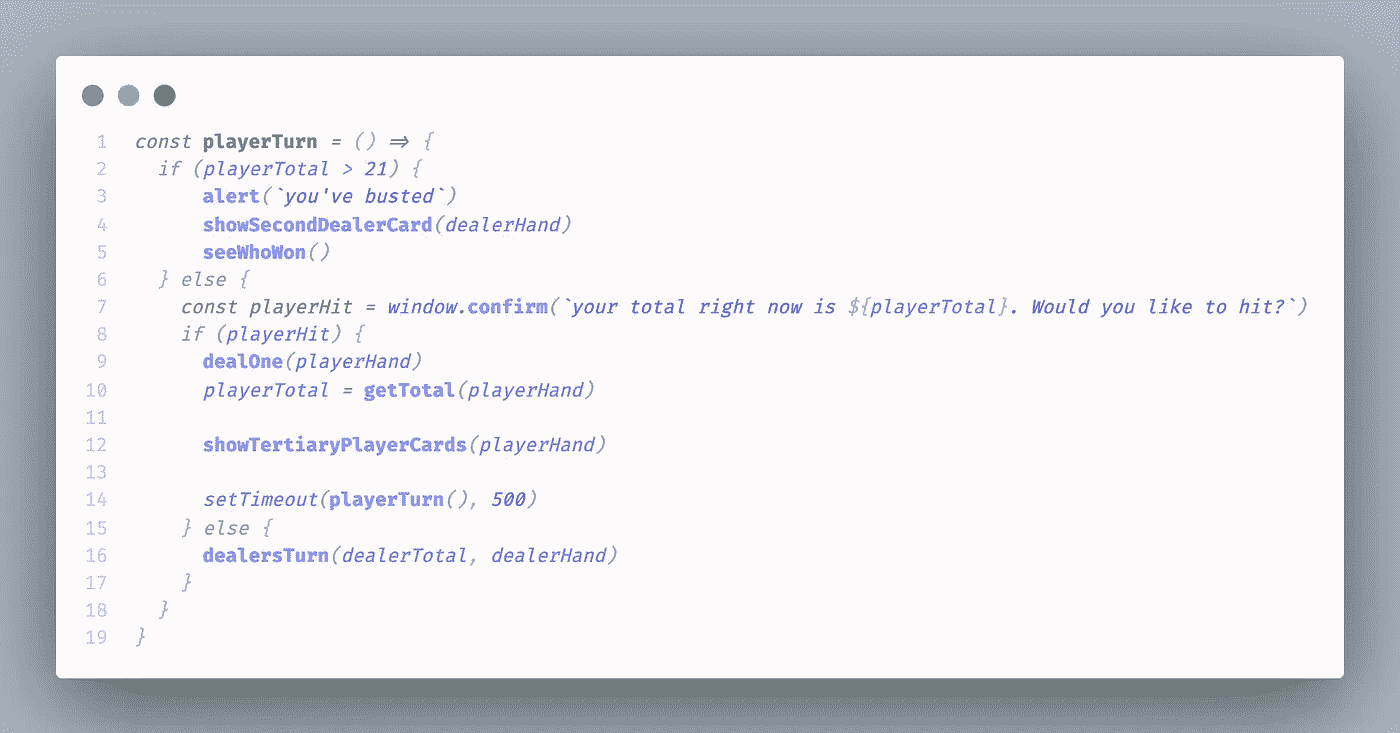 1 const playerTurn = () => {
2   if (playerTotal > 21) {
3       alert(`you've busted`)
4       showSecondDealerCard(dealerHand)
5       seeWhoWon()
6   } else {
7     const playerHit = window.confirm(`your total right now is ${playerTotal}. Would you like to hit?`)
8     if (playerHit) {
9       dealOne(playerHand)
10       playerTotal = getTotal(playerHand)
11
12       showTertiaryPlayerCards(playerHand)
13
14       setTimeout(playerTurn(), 500)
15     } else {
16       dealersTurn(dealerTotal, dealerHand)
17     }
18   }
19 }